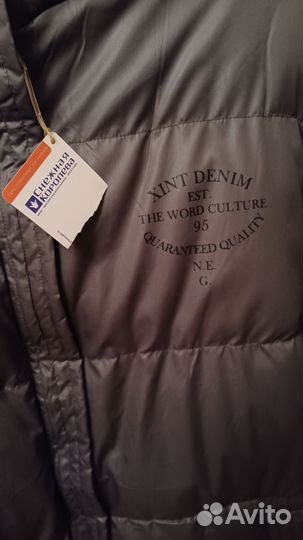 СНЕЖНАЯ
КОРОЛЕВА
XINT DENIM
EST.
THE WORD CULTURE
95
QUARANTEED QUALITY
N.E.
G.
Avito